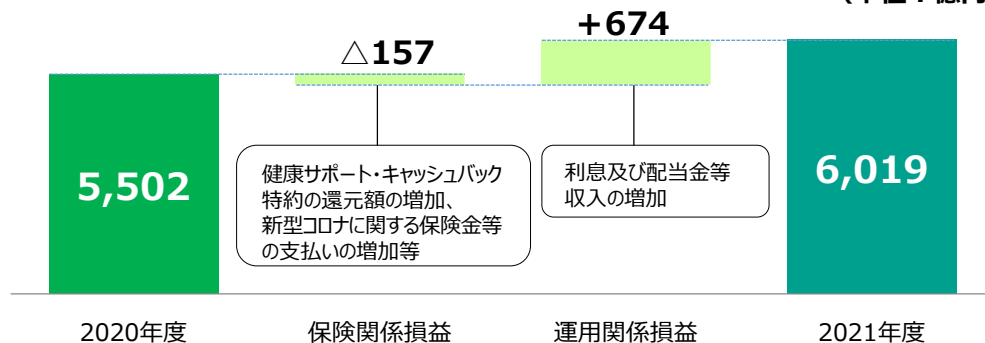 △157
+674
5,502
健康サポート・キャッシュバック
特約の還元額の増加、
新型コロナに関する保険金等
の支払いの増加等
利息及び配当金等
収入の増加
6,019
2020年度
保険関係損益
運用関係損益
2021年度